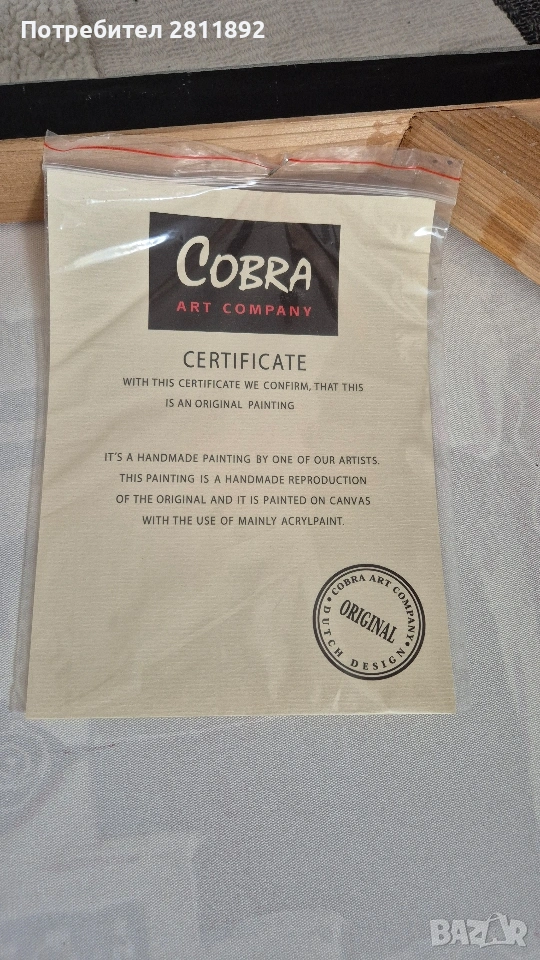 Потребител 2811892
COBRA
ART COMPANY
CERTIFICATE
WITH THIS CERTIFICATE WE CONFIRM, THAT THIS
IS AN ORIGINAL PAINTING
IT'S A HANDMADE PAINTING BY ONE OF OUR ARTISTS.
THIS PAINTING IS A HANDMADE REPRODUCTION
OF THE ORIGINAL AND IT IS PAINTED ON CANVAS
WITH THE USE OF MAINLY ACRYLPAINT.
• COBRA ART COMPANY •
ORIGINAL
DUTCH DESIGN
BAZAR